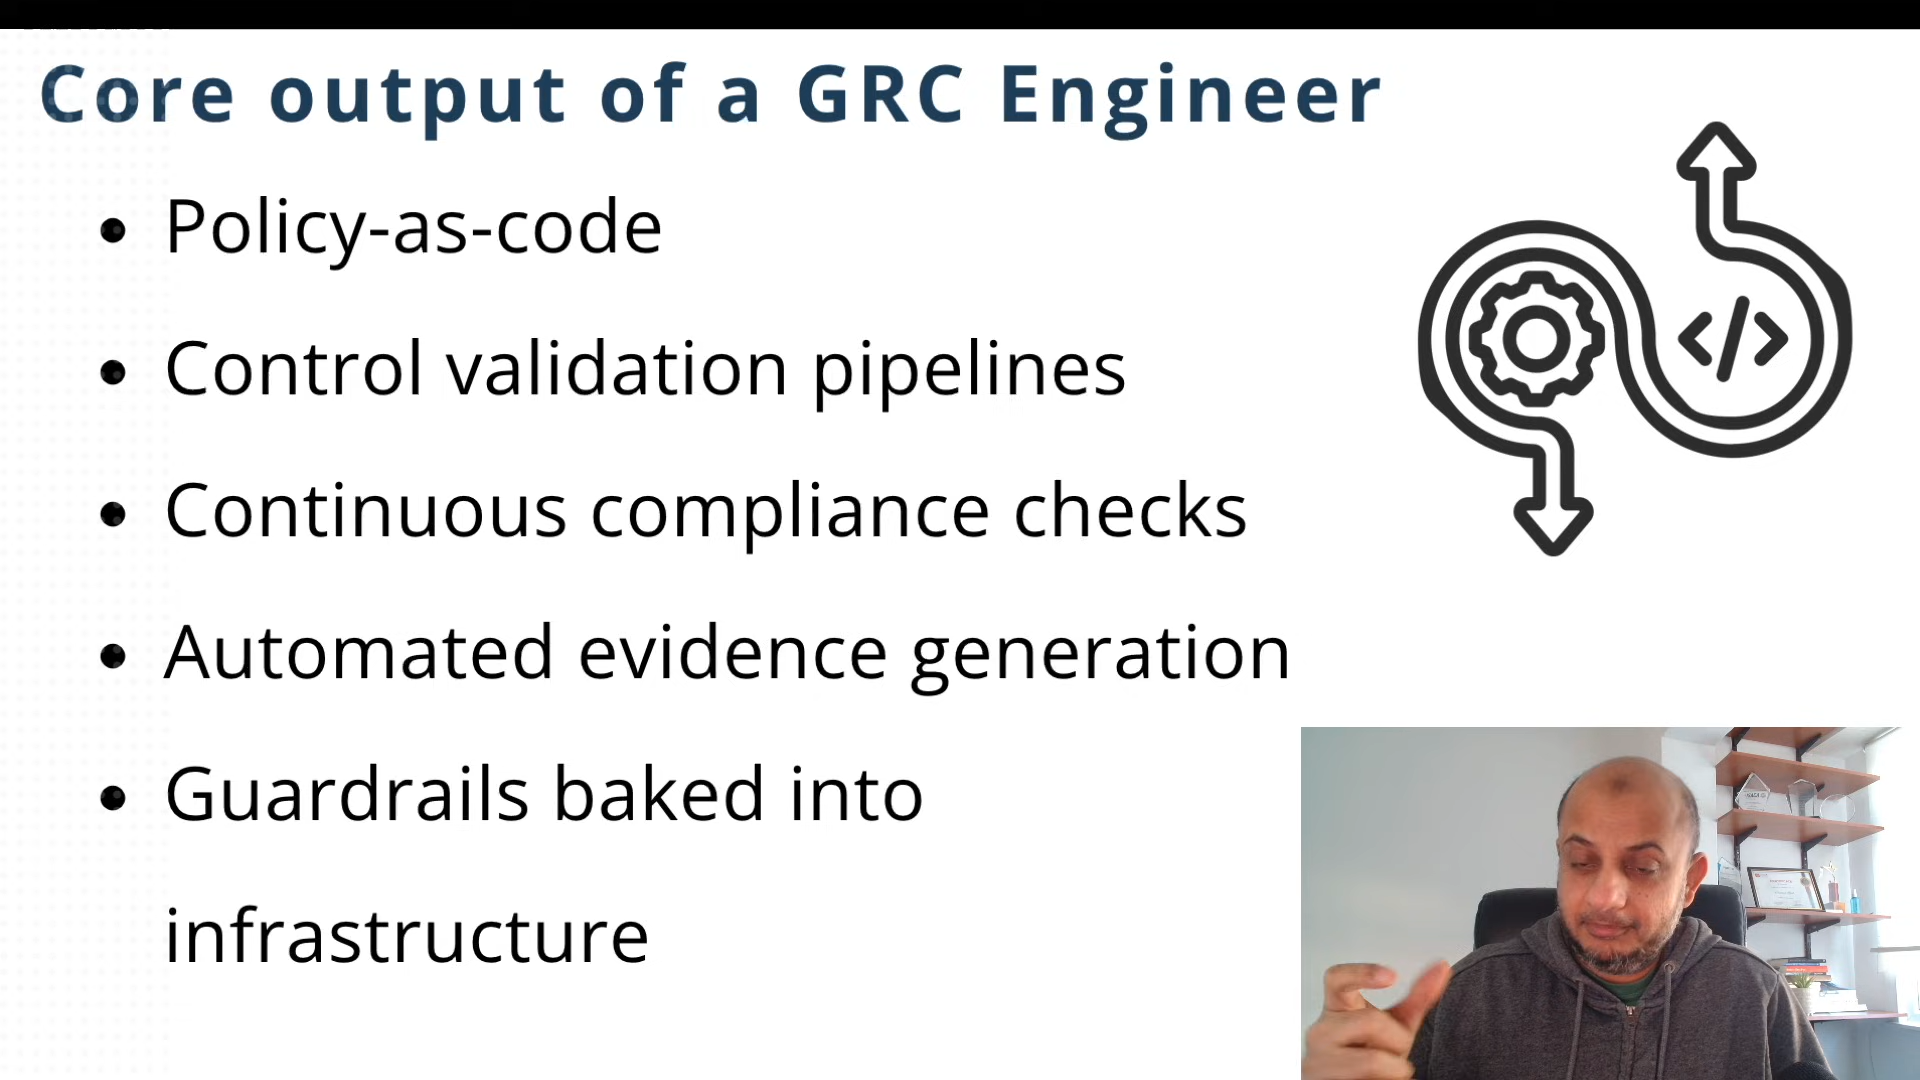 Core output of a GRC Engineer
• Policy-as-code
• Control validation pipelines
• Continuous compliance checks
• Automated evidence generation
• Guardrails baked into
infrastructure
</>